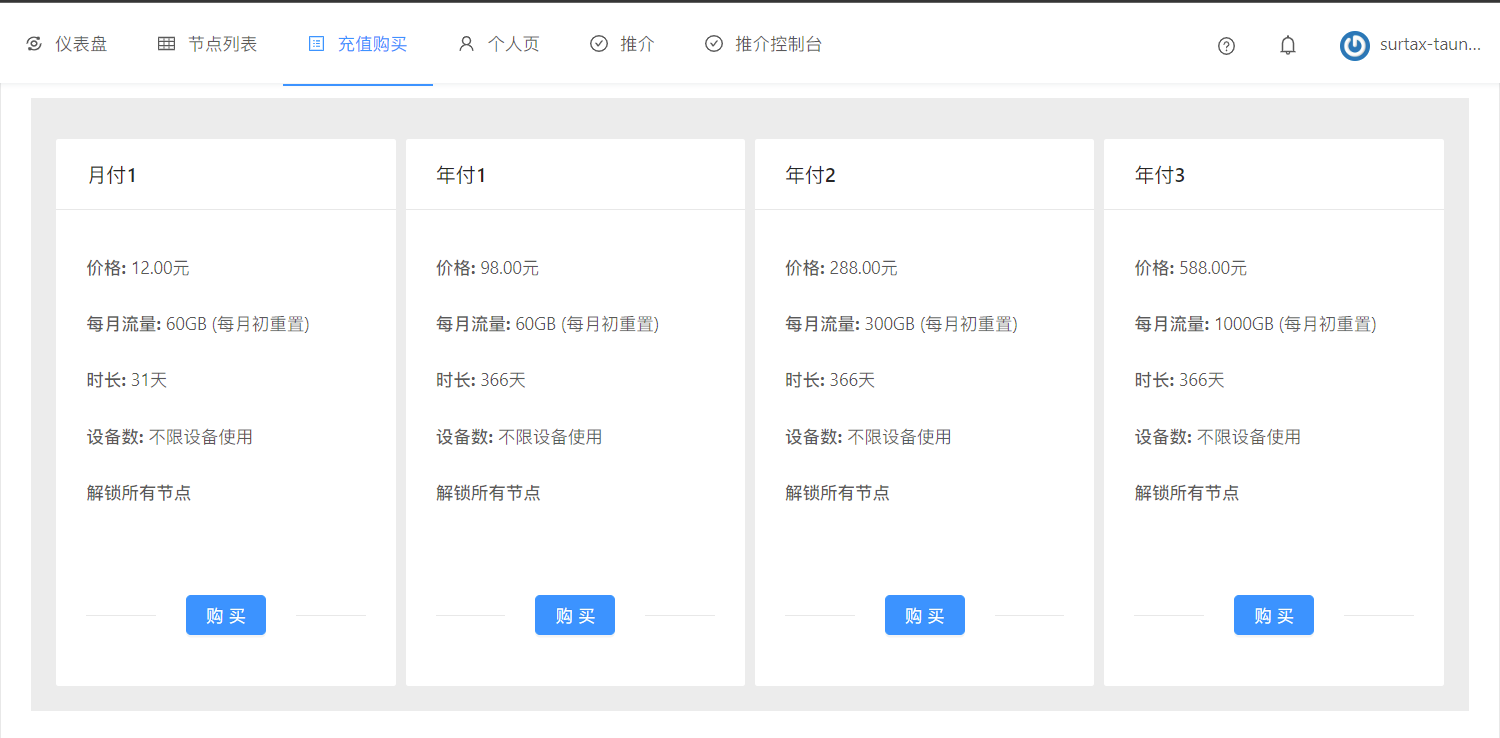 仪表盘 节点列表 充值购买 个人页 推介 推介控制台 surtax-taun...
月付1
价格: 12.00元
每月流量: 60GB (每月初重置)
时长: 31天
设备数: 不限设备使用
解锁所有节点
购 买
年付1
价格: 98.00元
每月流量: 60GB (每月初重置)
时长: 366天
设备数: 不限设备使用
解锁所有节点
购 买
年付2
价格: 288.00元
每月流量: 300GB (每月初重置)
时长: 366天
设备数: 不限设备使用
解锁所有节点
购 买
年付3
价格: 588.00元
每月流量: 1000GB (每月初重置)
时长: 366天
设备数: 不限设备使用
解锁所有节点
购 买